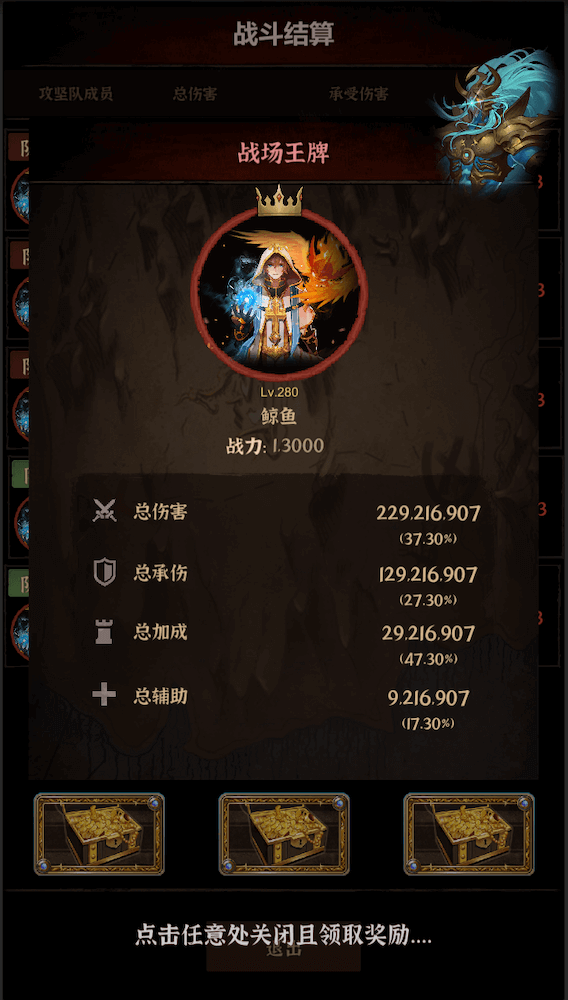 战斗结算
攻坚队成员 总伤害 承受伤害
战场王牌
Lv.280
鲸鱼
战力: 1.3000
总伤害 229.216.907
(37.30%)
总承伤 129.216.907
(27.30%)
总加成 29.216.907
(47.30%)
总辅助 9.216.907
(17.30%)
点击任意处关闭且领取奖励....
退出